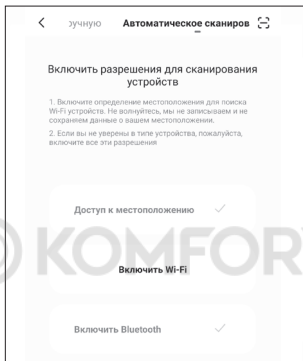 ручную Автоматическое сканиров
Включить разрешения для сканирования
устройств
1. Включите определение местоположения для поиска
Wi-Fi устройств. Не волнуйтесь, мы не записываем и не
сохраняем данные о вашем местоположении.
2. Если вы не уверены в типе устройства, пожалуйста,
включите все эти разрешения
Доступ к местоположению
KOMFOR
Включить Wi-Fi
Включить Bluetooth